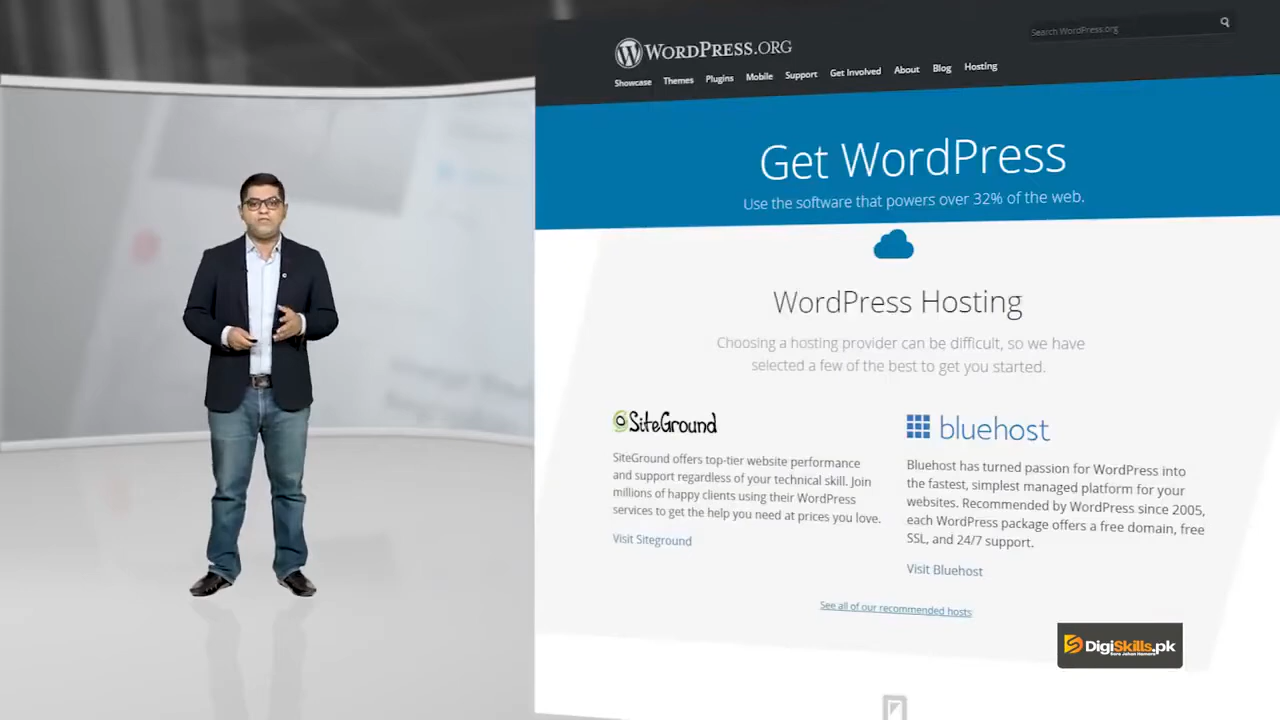 WORDPRESS.ORG
Search WordPress.org
Showcase Themes Plugins Mobile Support Get Involved About Blog Hosting
Get WordPress
Use the software that powers over 32% of the web.
WordPress Hosting
Choosing a hosting provider can be difficult, so we have
selected a few of the best to get you started.
SiteGround
SiteGround offers top-tier website performance
and support regardless of your technical skill. Join
millions of happy clients using their WordPress
services to get the help you need at prices you love.
Visit Siteground
bluehost
Bluehost has turned passion for WordPress into
the fastest, simplest managed platform for your
websites. Recommended by WordPress since 2005,
each WordPress package offers a free domain, free
SSL, and 24/7 support.
Visit Bluehost
See all of our recommended hosts
DigiSkills.pk